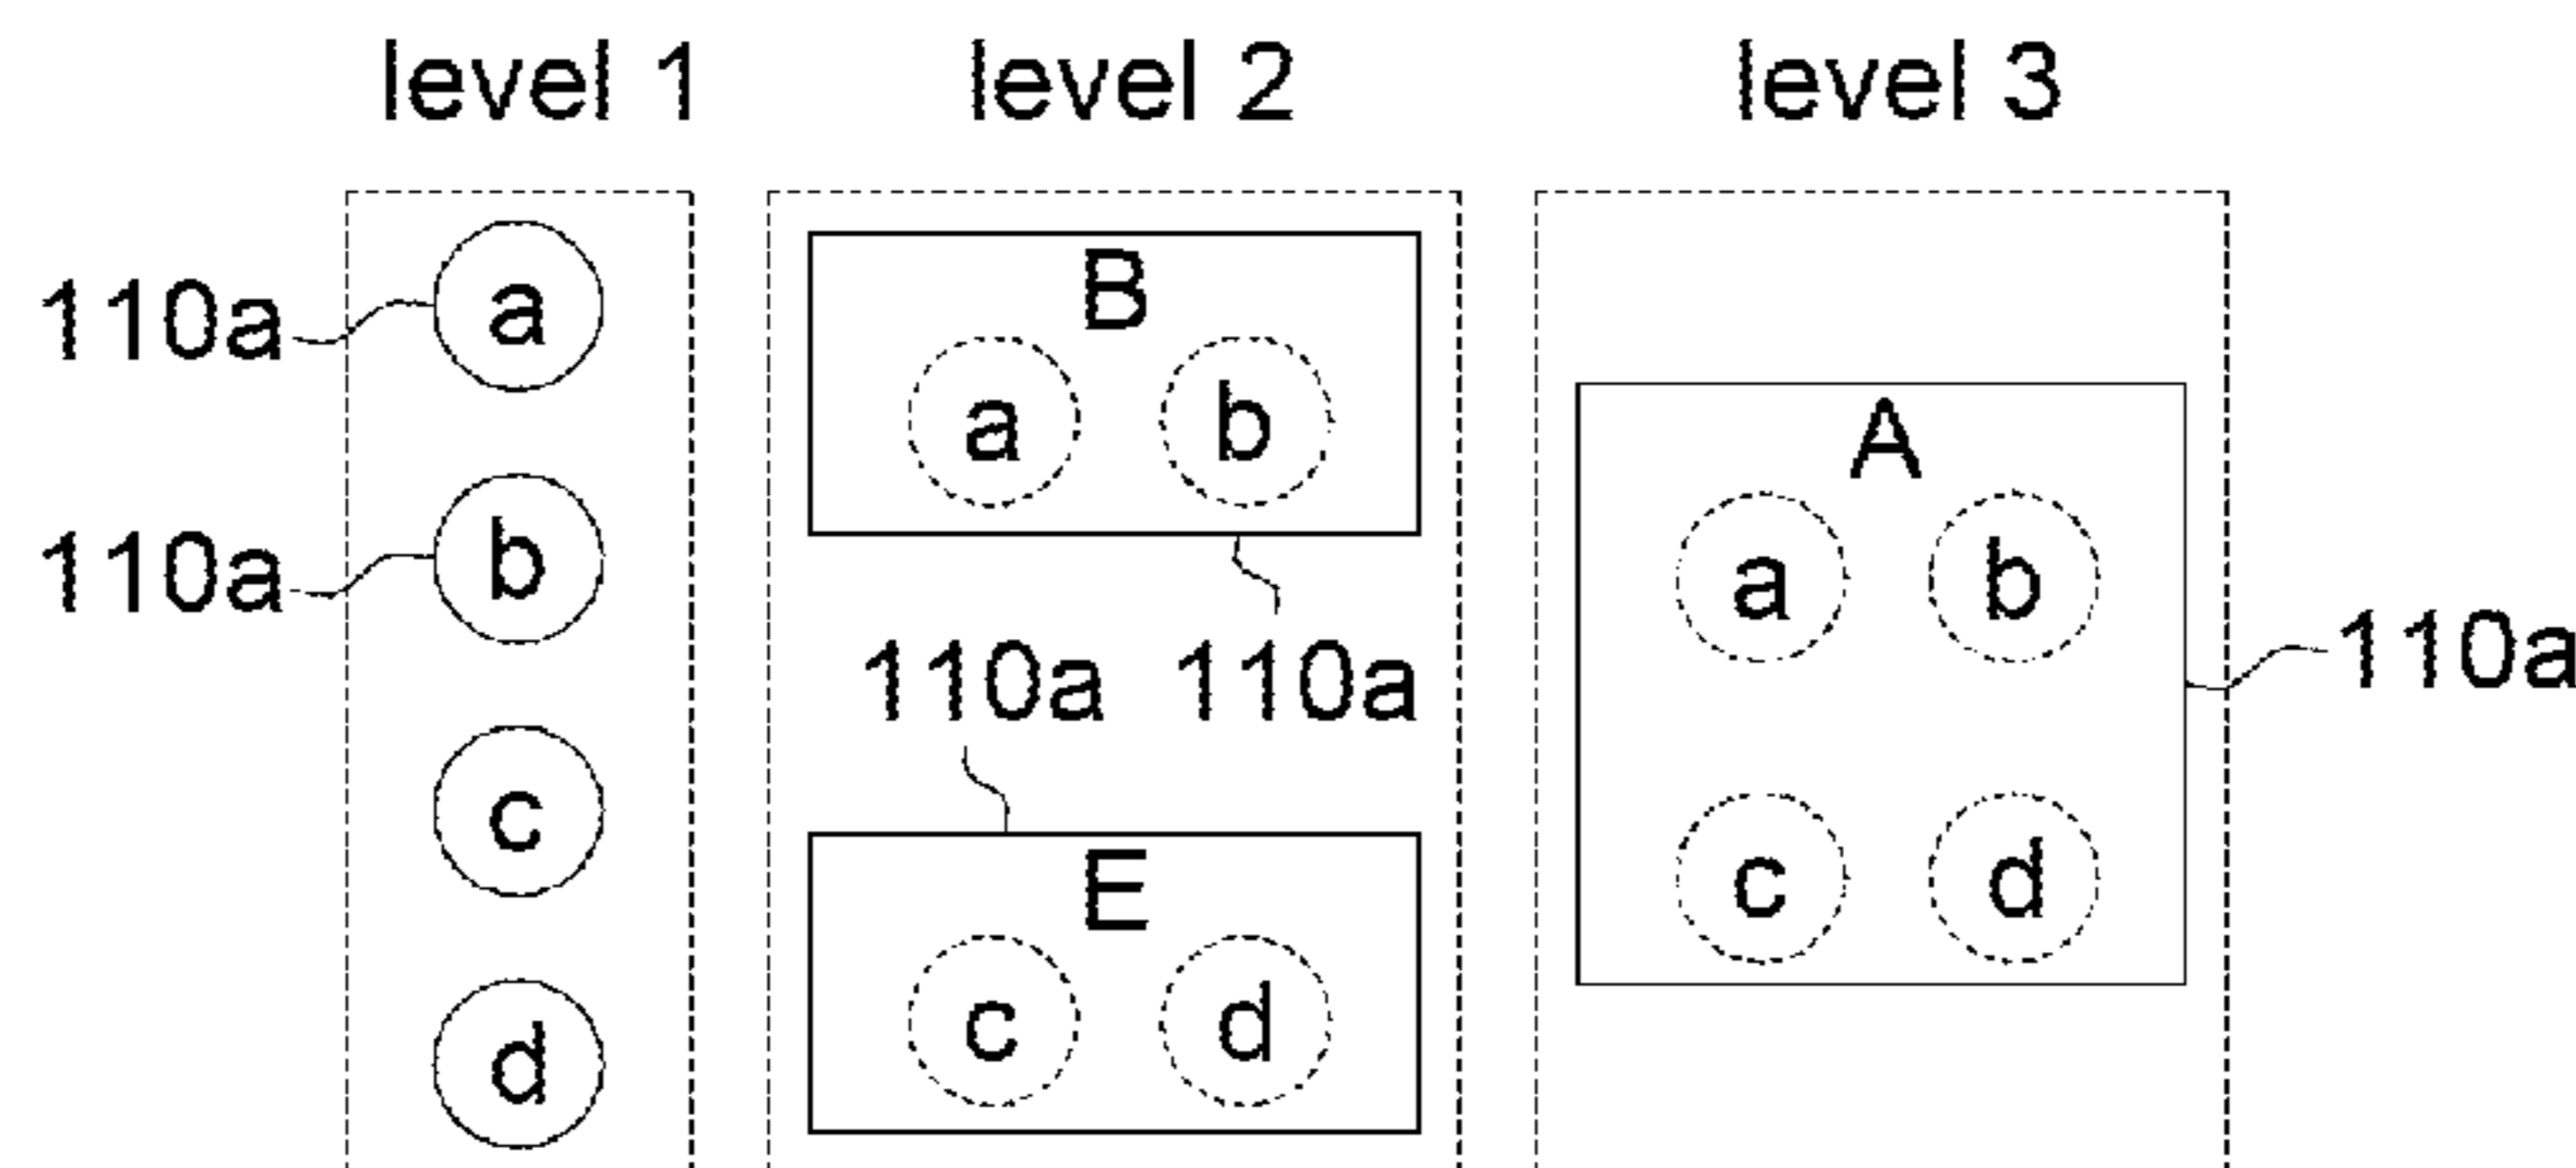 level 1 level 2 level 3
110a a B
a b A
110a b a b
110a 110a 110a
c E c d
d c d